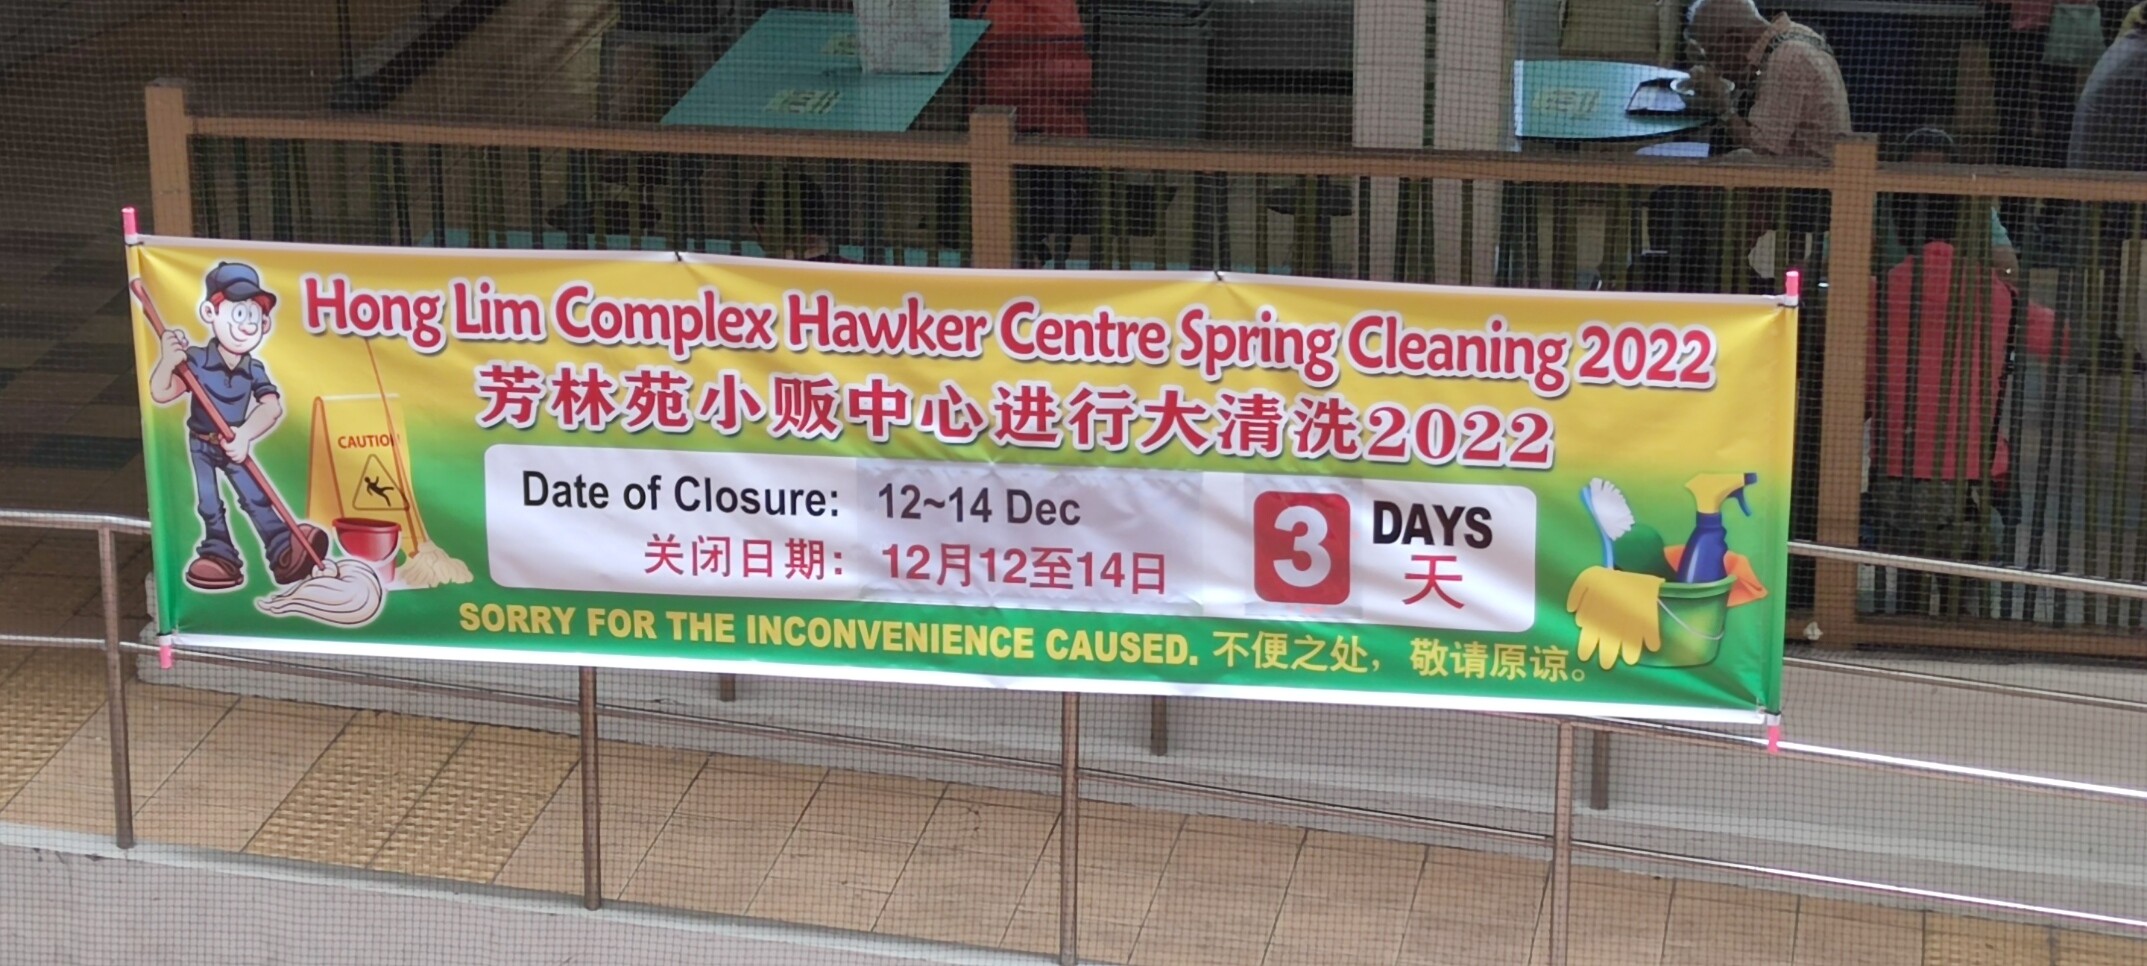 Hong Lim Complex Hawker Centre Spring Cleaning 2022
芳林苑小贩中心进行大清洗2022
CAUTION
Date of Closure: 12~14 Dec
关闭日期: 12月12至14日
3 DAYS
天
SORRY FOR THE INCONVENIENCE CAUSED. 不便之处，敬请原谅。